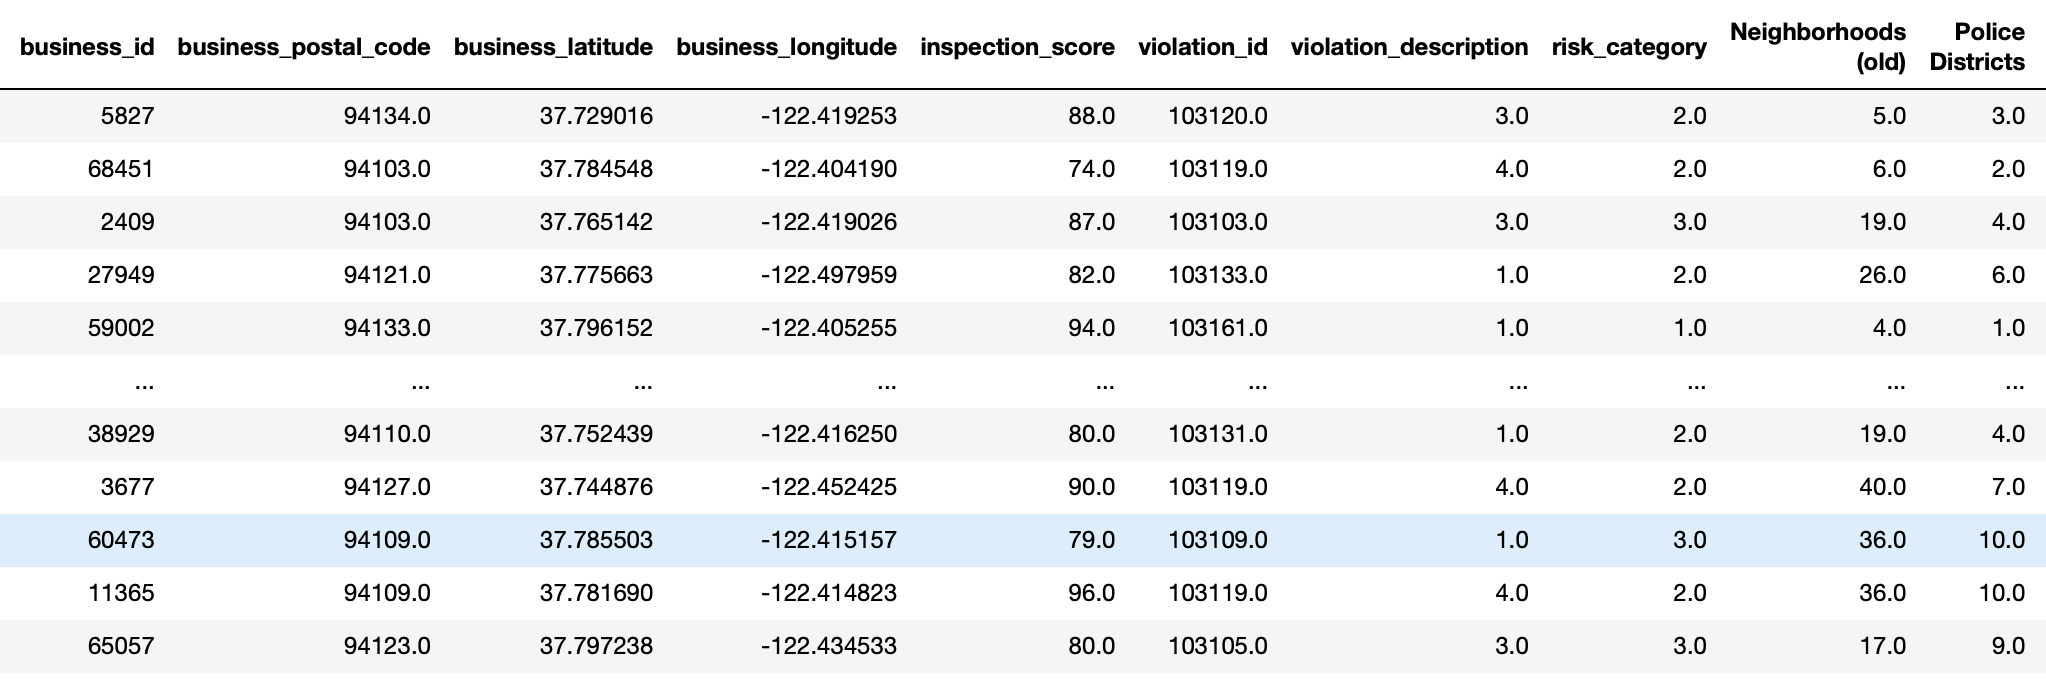 business_id business_postal_code business_latitude business_longitude inspection_score violation_id violation_description risk_category Neighborhoods (old) Police Districts
5827 94134.0 37.729016 -122.419253 88.0 103120.0 3.0 2.0 5.0 3.0
68451 94103.0 37.784548 -122.404190 74.0 103119.0 4.0 2.0 6.0 2.0
2409 94103.0 37.765142 -122.419026 87.0 103103.0 3.0 3.0 19.0 4.0
27949 94121.0 37.775663 -122.497959 82.0 103133.0 1.0 2.0 26.0 6.0
59002 94133.0 37.796152 -122.405255 94.0 103161.0 1.0 1.0 4.0 1.0
... ... ... ... ... ... ... ... ... ...
38929 94110.0 37.752439 -122.416250 80.0 103131.0 1.0 2.0 19.0 4.0
3677 94127.0 37.744876 -122.452425 90.0 103119.0 4.0 2.0 40.0 7.0
60473 94109.0 37.785503 -122.415157 79.0 103109.0 1.0 3.0 36.0 10.0
11365 94109.0 37.781690 -122.414823 96.0 103119.0 4.0 2.0 36.0 10.0
65057 94123.0 37.797238 -122.434533 80.0 103105.0 3.0 3.0 17.0 9.0